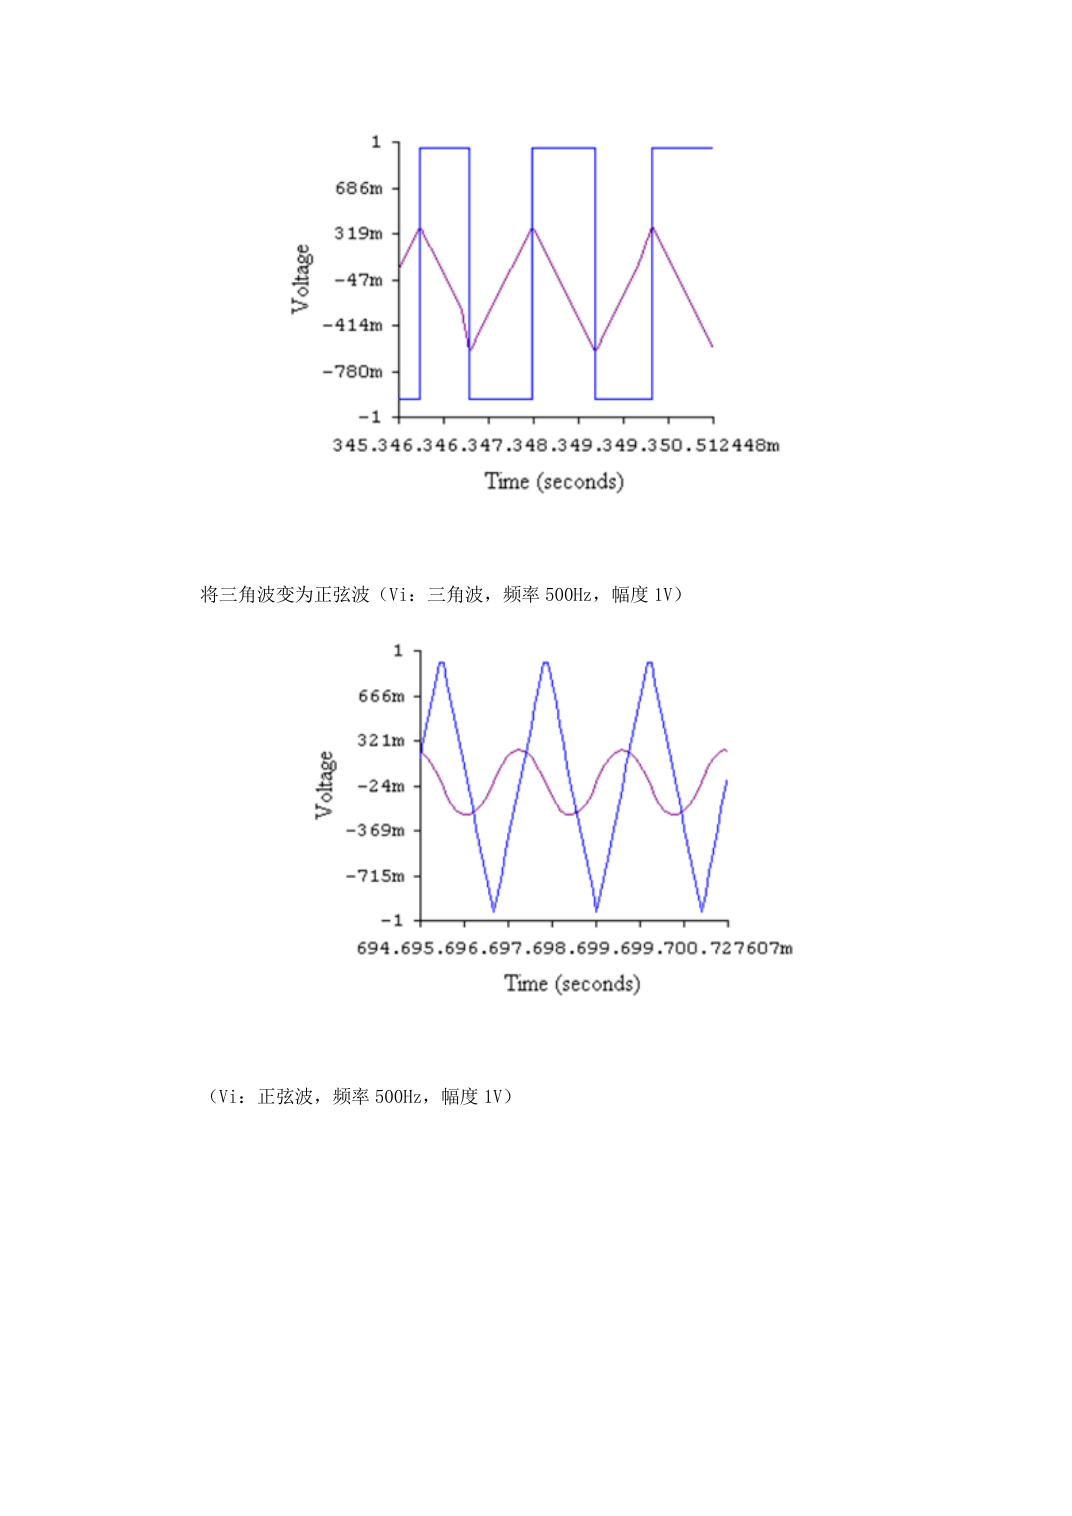 1
686m
319m
-47m
-414m
-780m
-1
Voltage
345.346.346.347.348.349.349.350.512448m
Time (seconds)
将三角波变为正弦波（Vi：三角波，频率 500Hz，幅度 1V）
1
666m
321m
-24m
-369m
-715m
-1
Voltage
694.695.696.697.698.699.699.700.727607m
Time (seconds)
（Vi：正弦波，频率 500Hz，幅度 1V）